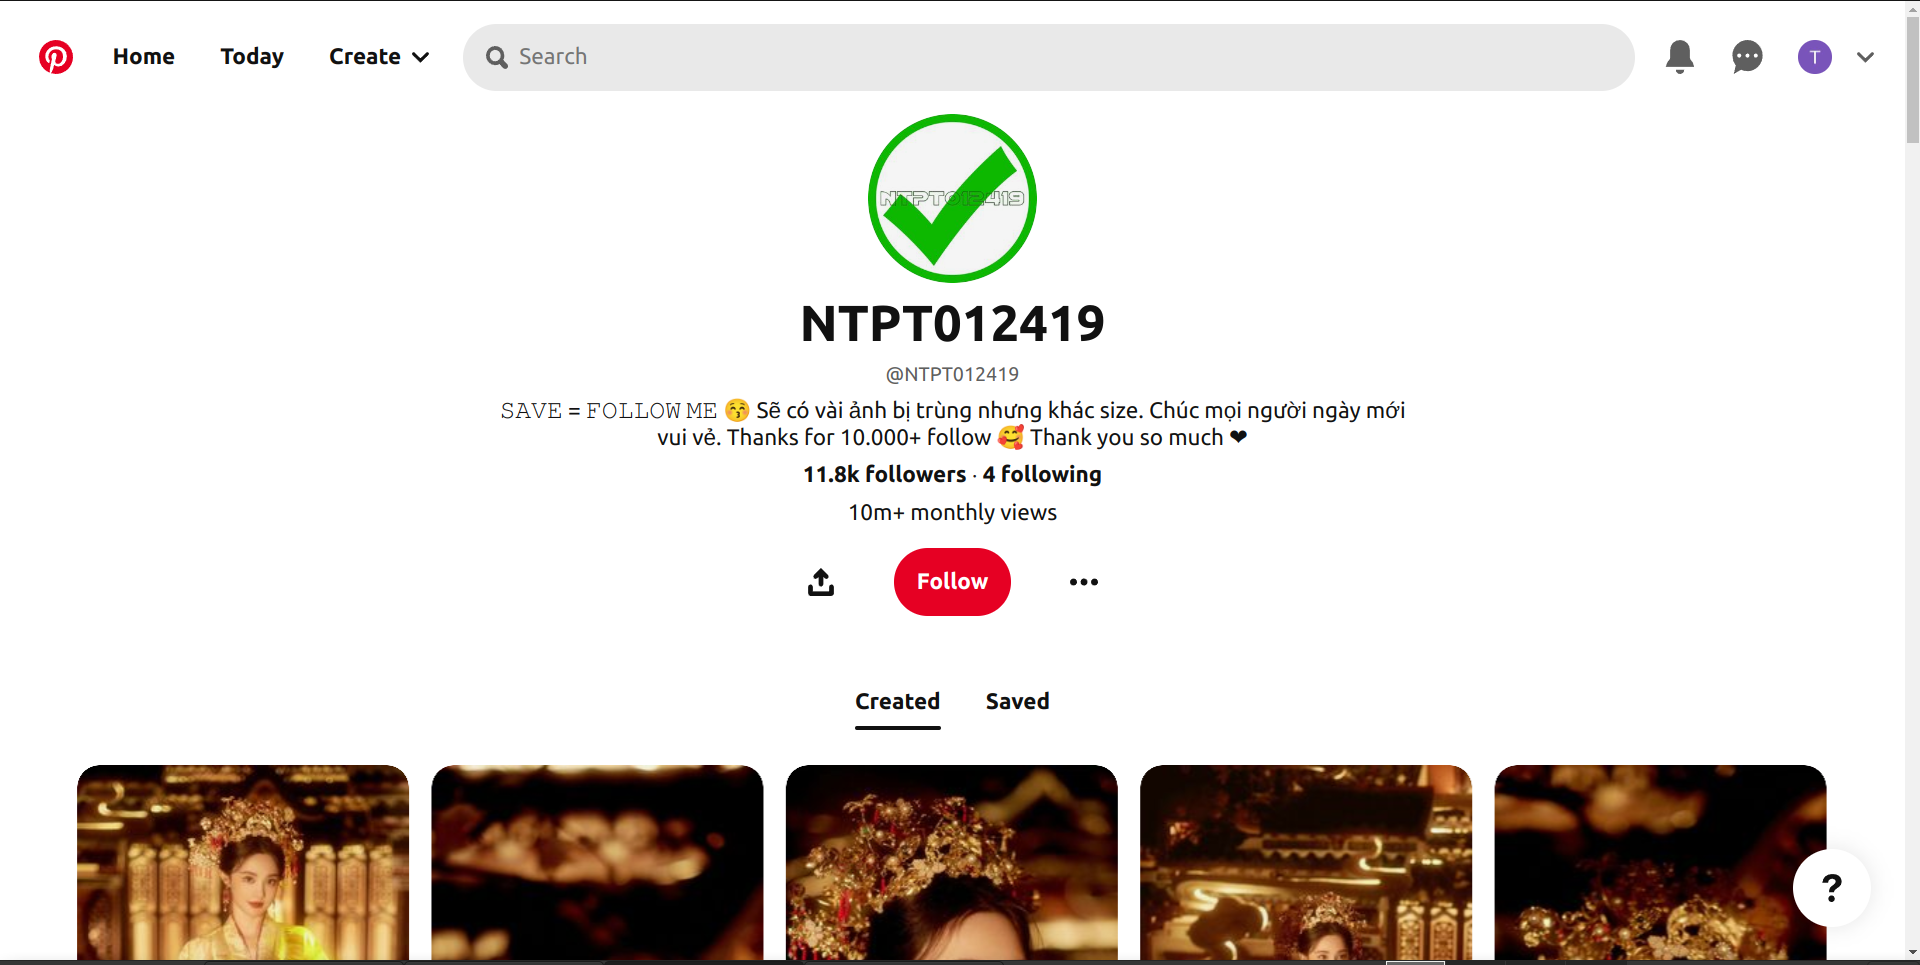 Home Today Create Search T
NTPT012419
NTPT012419
@NTPT012419
𝚂𝙰𝚅𝙴 = 𝙵𝙾𝙻𝙻𝙾𝚆 𝙼𝙴 😚 Sẽ có vài ảnh bị trùng nhưng khác size. Chúc mọi người ngày mới
vui vẻ. Thanks for 10.000+ follow 🥰 Thank you so much ❤
11.8k followers · 4 following
10m+ monthly views
Follow
Created Saved
?